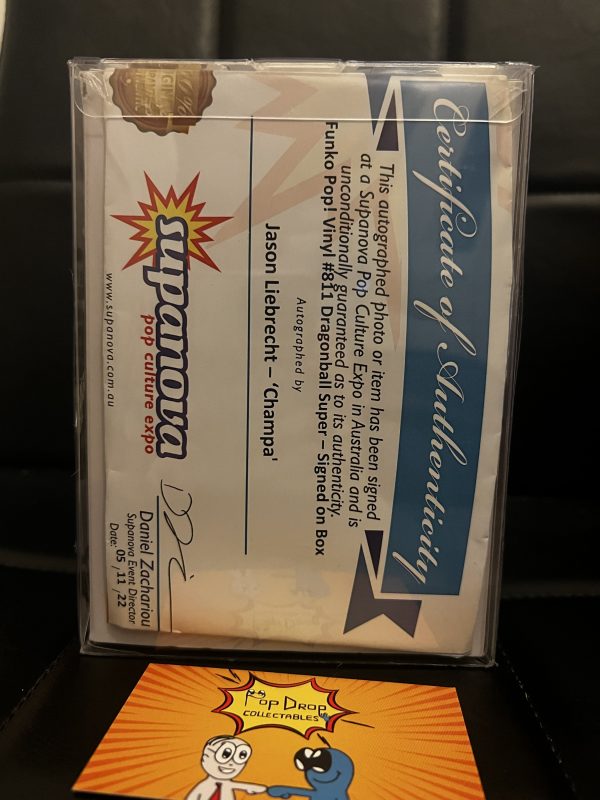 Certificate of Authenticity
This autographed photo or item has been signed
at a Supanova Pop Culture Expo in Australia and is
unconditionally guaranteed as to its authenticity.
Funko Pop! Vinyl #811 Dragonball Super – Signed on Box
Autographed by
Jason Liebrecht – 'Champa'
supanova
pop culture expo
www.supanova.com.au
Daniel Zachariou
Supanova Event Director
Date: 05 / 11 / 22
Pop Drop
COLLECTABLES